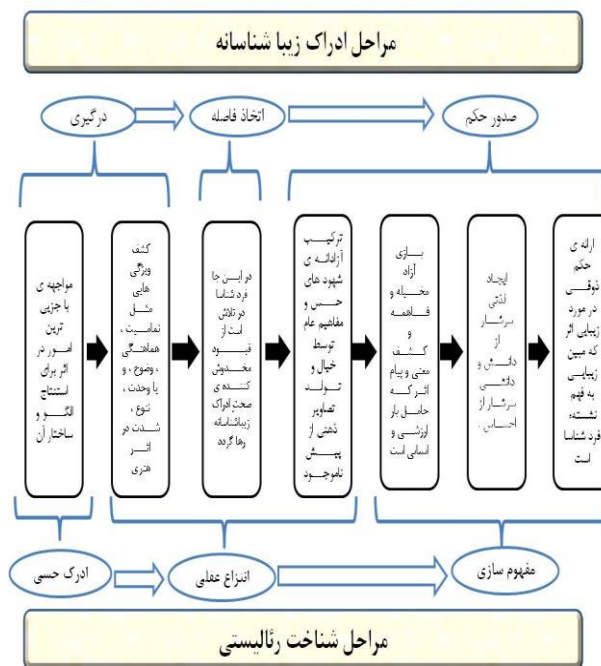 مراحل ادراک زیبا شناسانه
درگیری
اتخاذ فاصله
صدور حکم
مواجهه ی
با جزیی
ترین
امور در
اثر برای
استنتاج
الگو و
ساختار آن
کشف
ویژگی
هایی
مثل
تمامیت ،
هماهنگی
، وضوح ، و
یا وحدت ،
تنوع ،
شدت در
اثر
هنری
در این جا
فرد شناسا
در تلاش
است از
قیود
مخدوش
کننده ی
صحت ادراک
زیباشناسانه
رها گردد
ترکیب
آزادانه ی
شهود های
حس و
مفاهیم عام
توسط
خیال و
تولد
تصاویر
ذهنی از
پیش
ناموجود
بازی
آزاد
مخیله و
فاهمه
و
کشف
معنی و پیام
اثر که
حامل بار
ارزشی و
انسانی است
ایجاد
لذتی
سرشار
از
دانش و
دانشی
سرشار از
احساس .
ارائه ی
حکم
ذوقی
در مورد
زیبایی اثر
که مبین
زیبایی
به فهم
نشسته
فرد شناسا
است
ادرک حسی
انتزاع عقلی
مفهوم سازی
مراحل شناخت رئالیستی